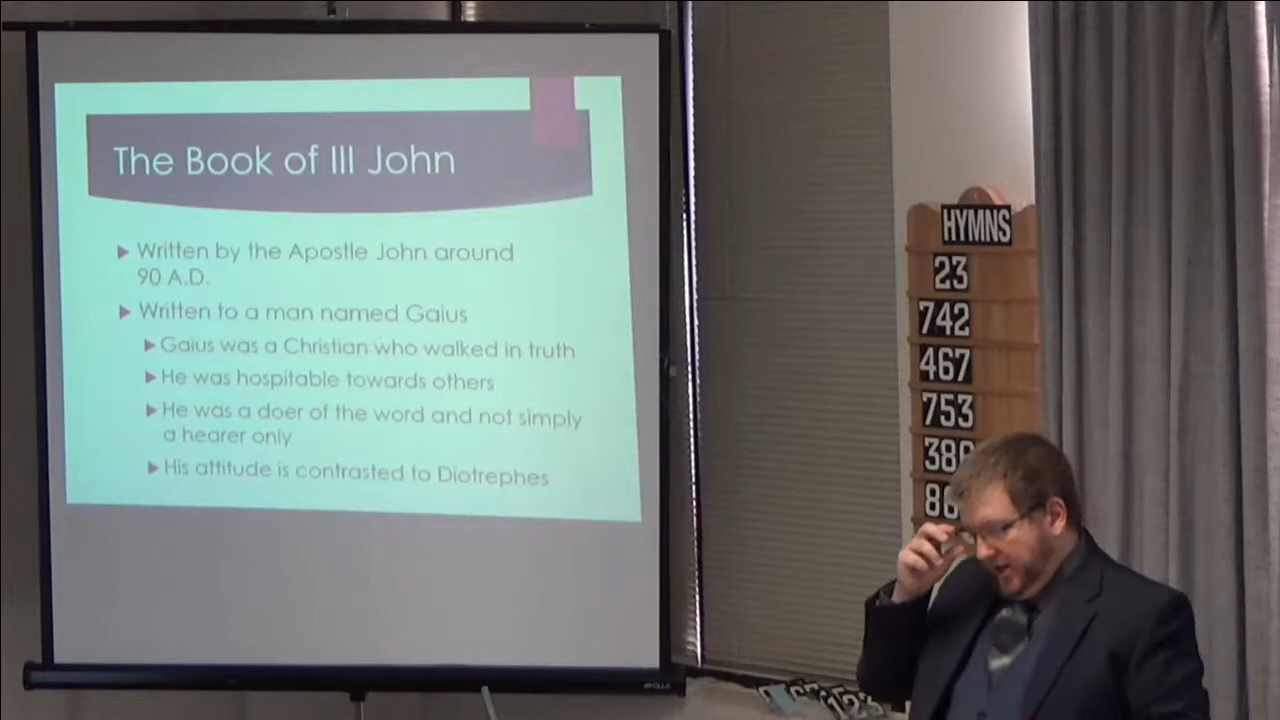 The Book of III John
Written by the Apostle John around
90 A.D.
Written to a man named Gaius
Gaius was a Christian who walked in truth
He was hospitable towards others
He was a doer of the word and not simply
a hearer only
His attitude is contrasted to Diotrephes
APOLLO
HYMNS
23
742
467
753